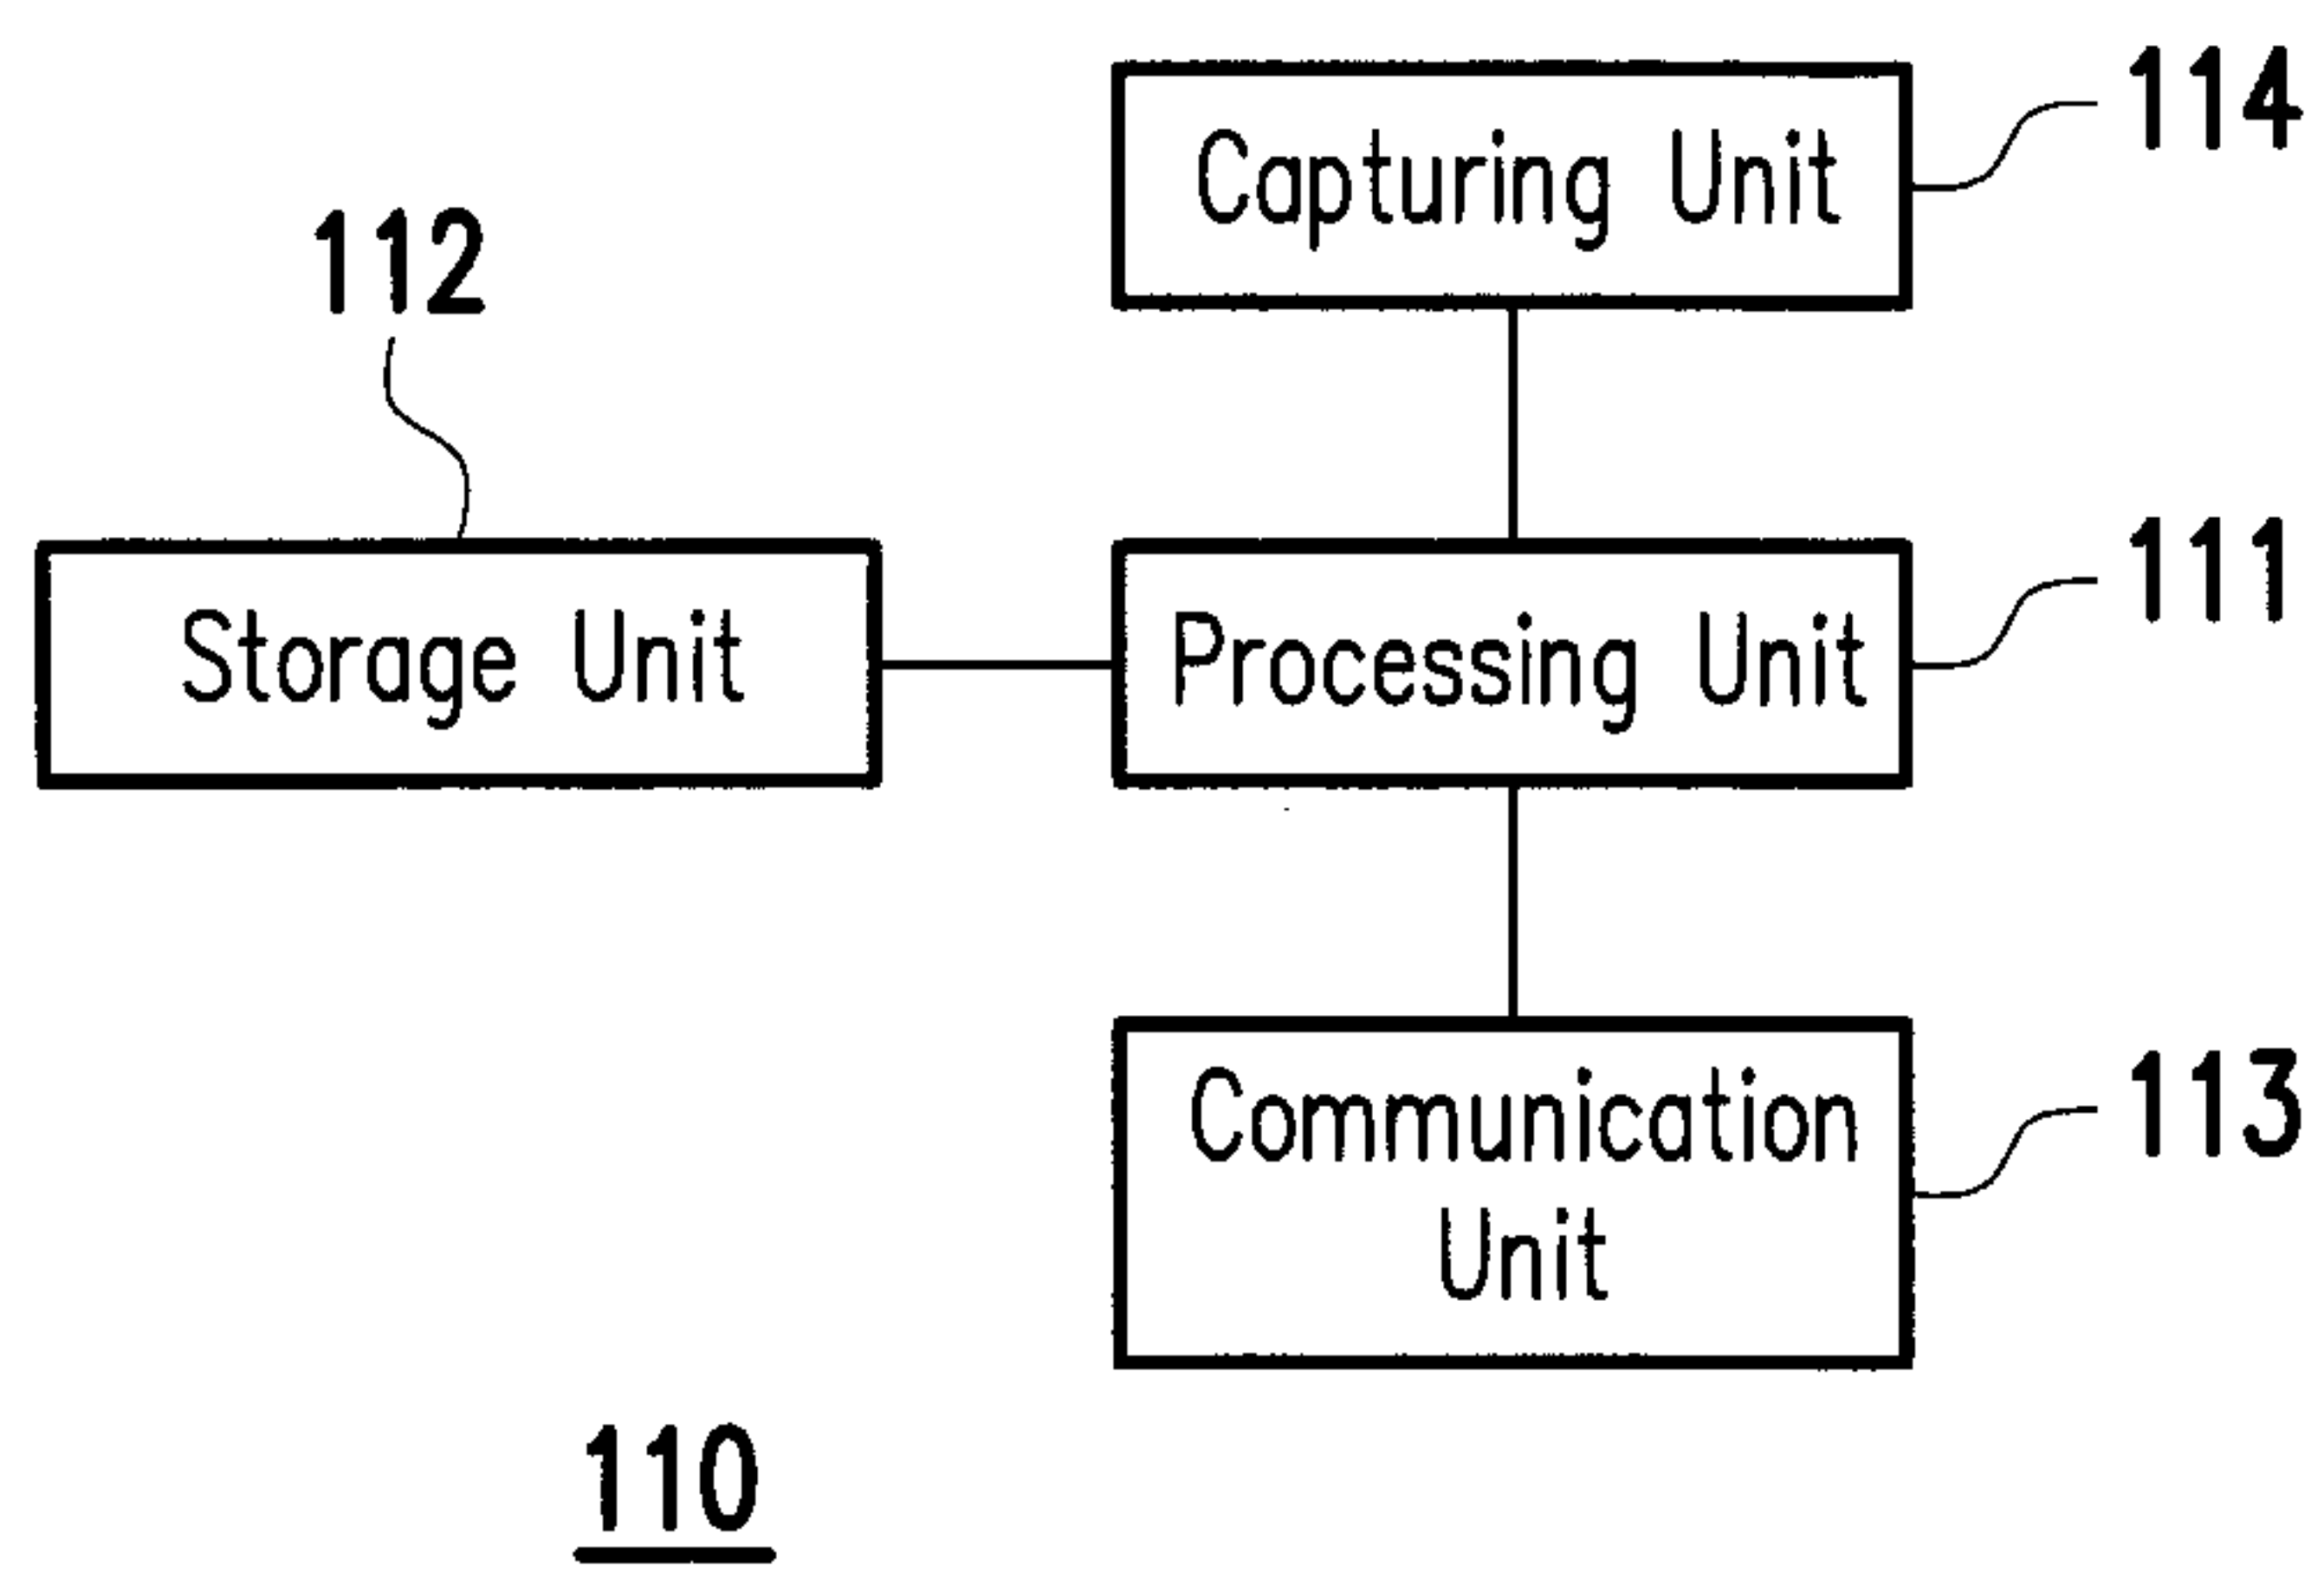 Capturing Unit
114
112
Storage Unit
Processing Unit
111
Communication
Unit
113
110